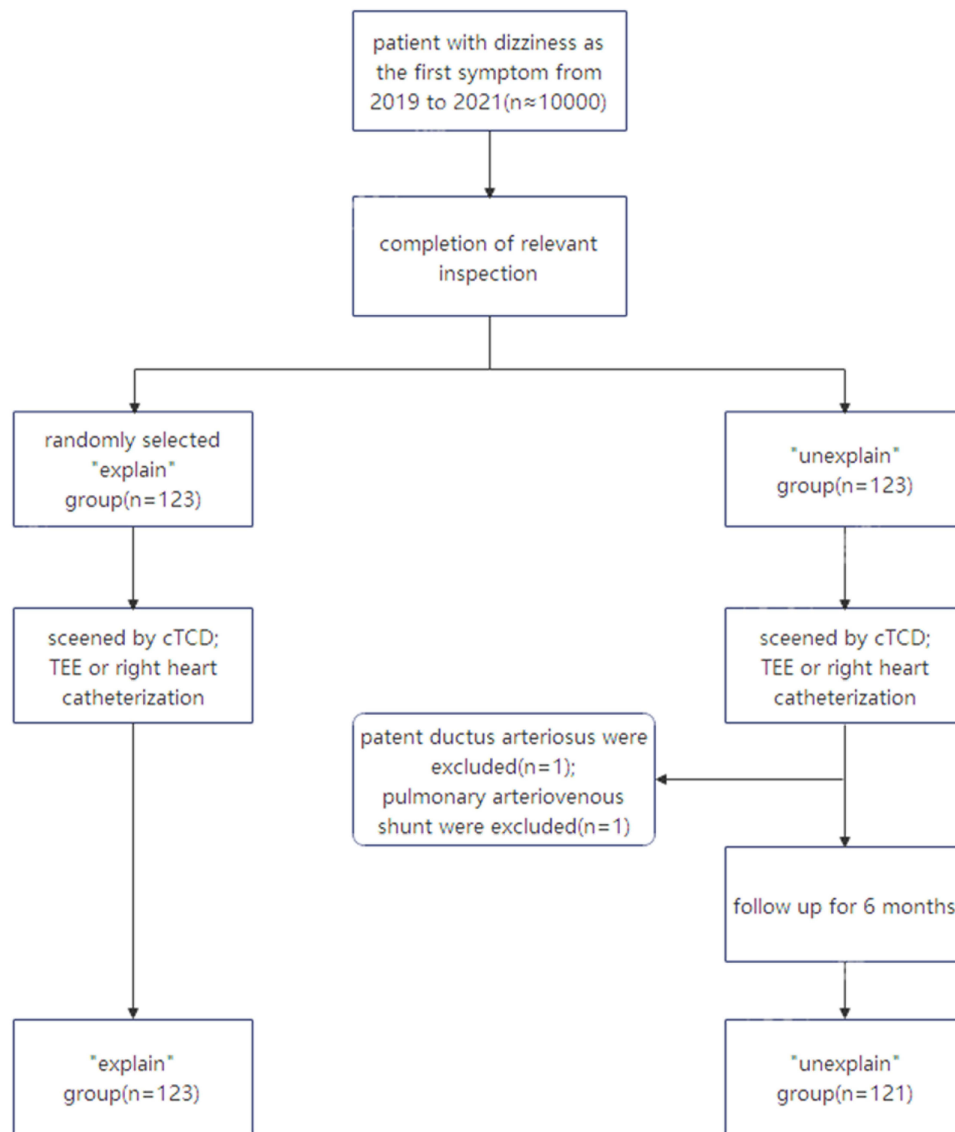 patient with dizziness as
the first symptom from
2019 to 2021(n≈10000)
completion of relevant
inspection
randomly selected
"explain"
group(n=123)
"unexplain"
group(n=123)
sceened by cTCD;
TEE or right heart
catheterization
sceened by cTCD;
TEE or right heart
catheterization
patent ductus arteriosus were
excluded(n=1);
pulmonary arteriovenous
shunt were excluded(n=1)
follow up for 6 months
"explain"
group(n=123)
"unexplain"
group(n=121)